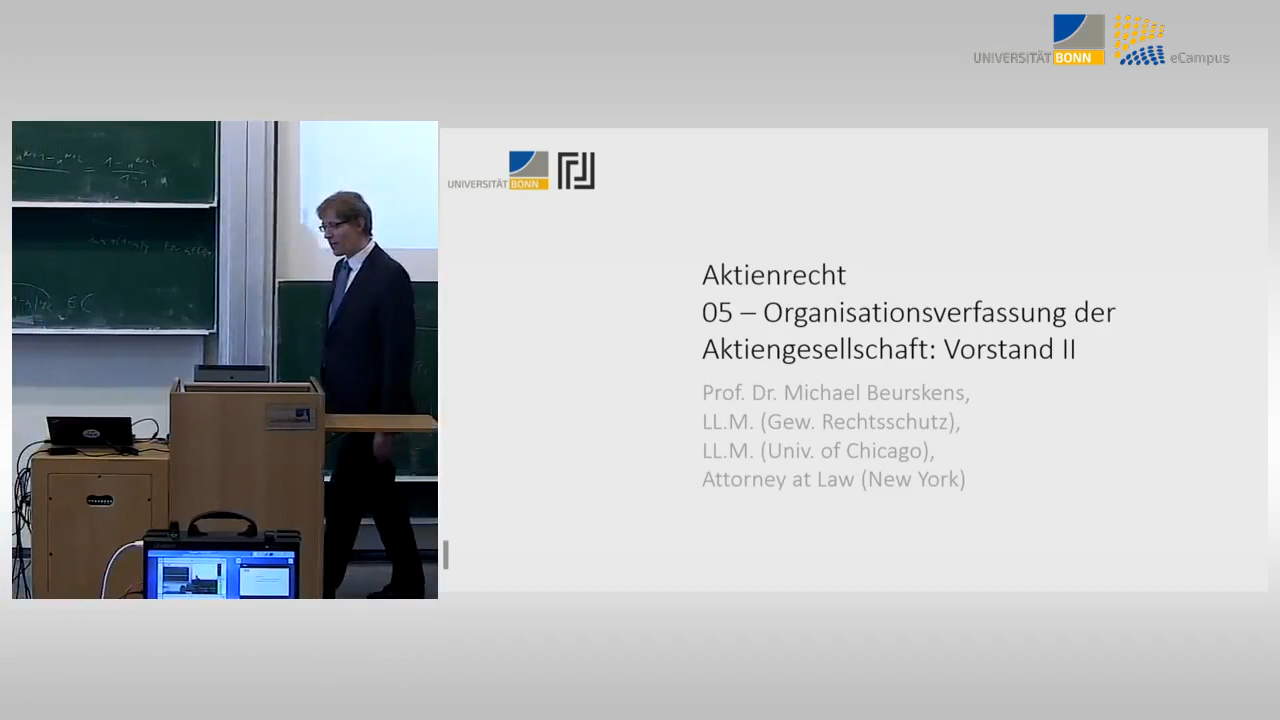 UNIVERSITÄT BONN eCampus
UNIVERSITÄT BONN
Aktienrecht
05 – Organisationsverfassung der
Aktiengesellschaft: Vorstand II
Prof. Dr. Michael Beurskens,
LL.M. (Gew. Rechtsschutz),
LL.M. (Univ. of Chicago),
Attorney at Law (New York)